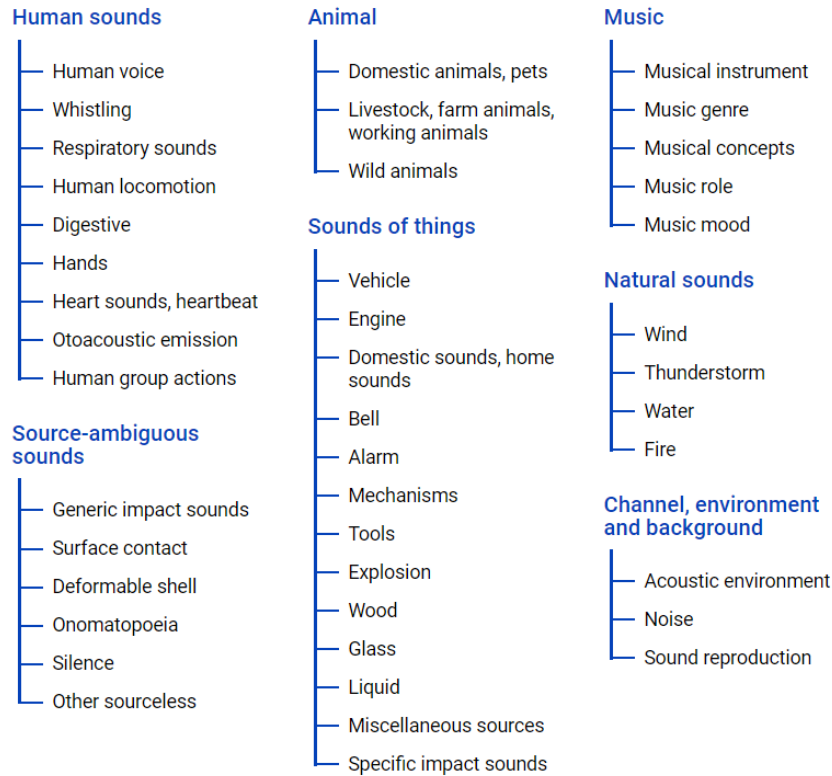 Human sounds
Human voice
Whistling
Respiratory sounds
Human locomotion
Digestive
Hands
Heart sounds, heartbeat
Otoacoustic emission
Human group actions
Source-ambiguous
sounds
Generic impact sounds
Surface contact
Deformable shell
Onomatopoeia
Silence
Other sourceless
Animal
Domestic animals, pets
Livestock, farm animals,
working animals
Wild animals
Sounds of things
Vehicle
Engine
Domestic sounds, home
sounds
Bell
Alarm
Mechanisms
Tools
Explosion
Wood
Glass
Liquid
Miscellaneous sources
Specific impact sounds
Music
Musical instrument
Music genre
Musical concepts
Music role
Music mood
Natural sounds
Wind
Thunderstorm
Water
Fire
Channel, environment
and background
Acoustic environment
Noise
Sound reproduction